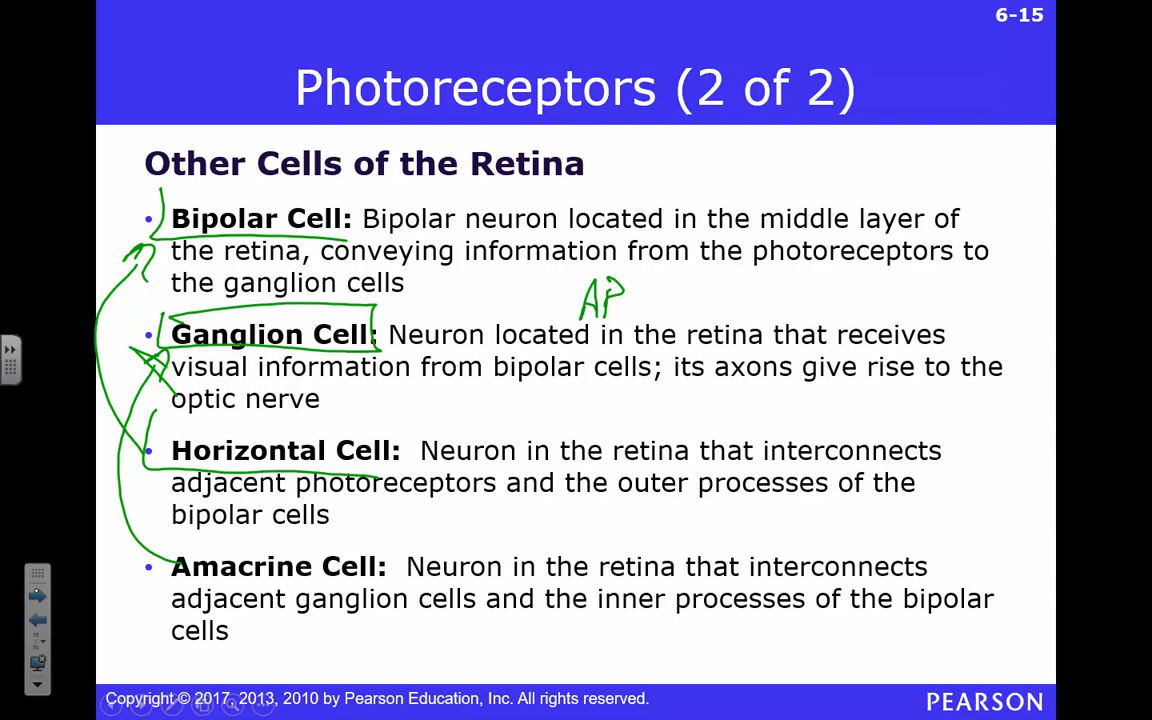 6-15
Photoreceptors (2 of 2)
Other Cells of the Retina
• Bipolar Cell: Bipolar neuron located in the middle layer of
the retina, conveying information from the photoreceptors to
the ganglion cells
AP
• Ganglion Cell: Neuron located in the retina that receives
visual information from bipolar cells; its axons give rise to the
optic nerve
• Horizontal Cell: Neuron in the retina that interconnects
adjacent photoreceptors and the outer processes of the
bipolar cells
• Amacrine Cell: Neuron in the retina that interconnects
adjacent ganglion cells and the inner processes of the bipolar
cells
Copyright © 2017, 2013, 2010 by Pearson Education, Inc. All rights reserved.
PEARSON